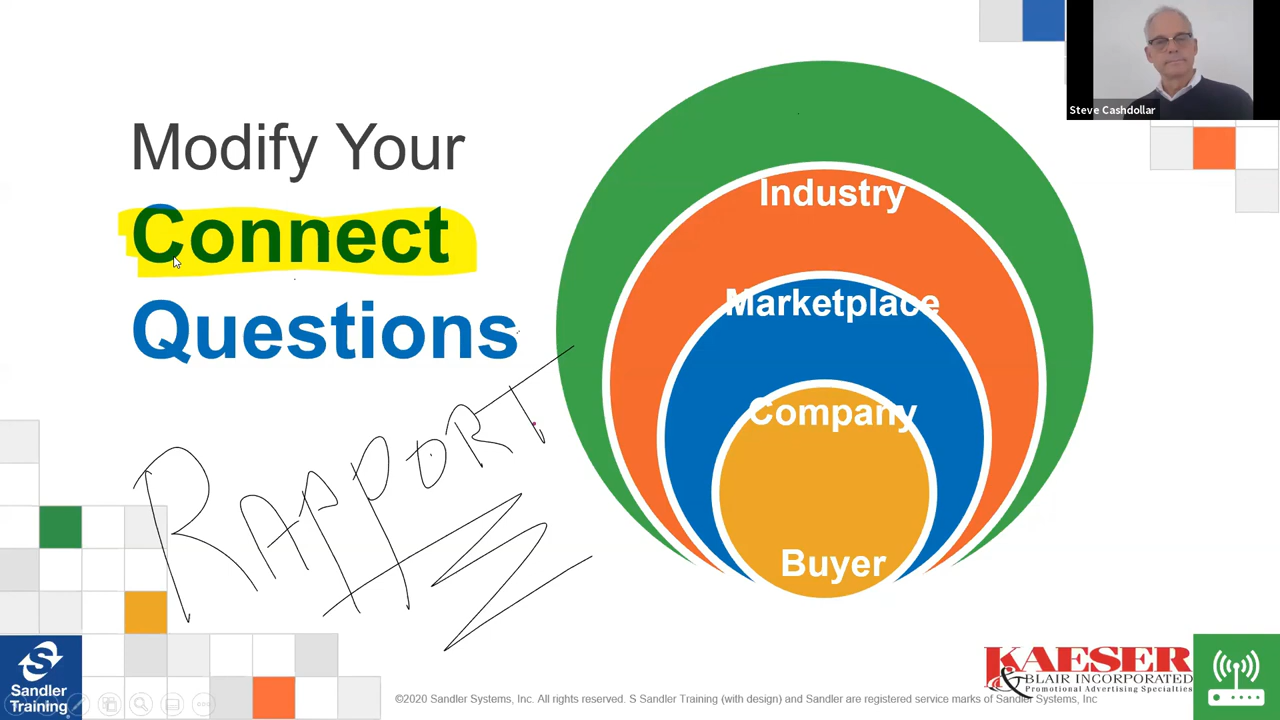 Steve Cashdollar
Modify Your
Connect
Questions
RAPPORT
Industry
Marketplace
Company
Buyer
Sandler
Training
KAESER
& BLAIR INCORPORATED
Promotional Advertising Specialties
©2020 Sandler Systems, Inc. All rights reserved. S Sandler Training (with design) and Sandler are registered service marks of Sandler Systems, Inc